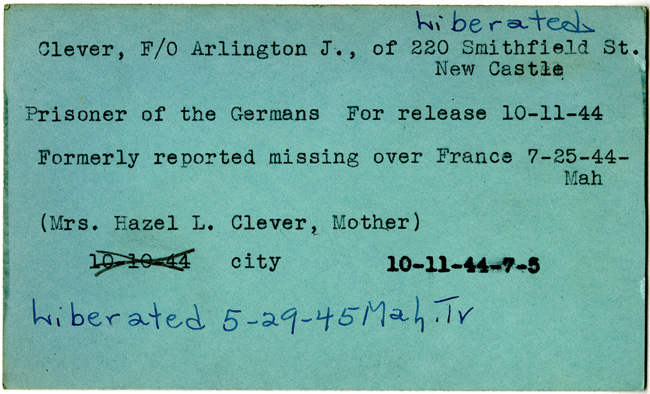 Liberated
Clever, F/O Arlington J., of 220 Smithfield St.
New Castle
Prisoner of the Germans For release 10-11-44
Formerly reported missing over France 7-25-44-
Mah
(Mrs. Hazel L. Clever, Mother)
10-10-44 city 10-11-44-7-5
Liberated 5-29-45 Mah. Tr